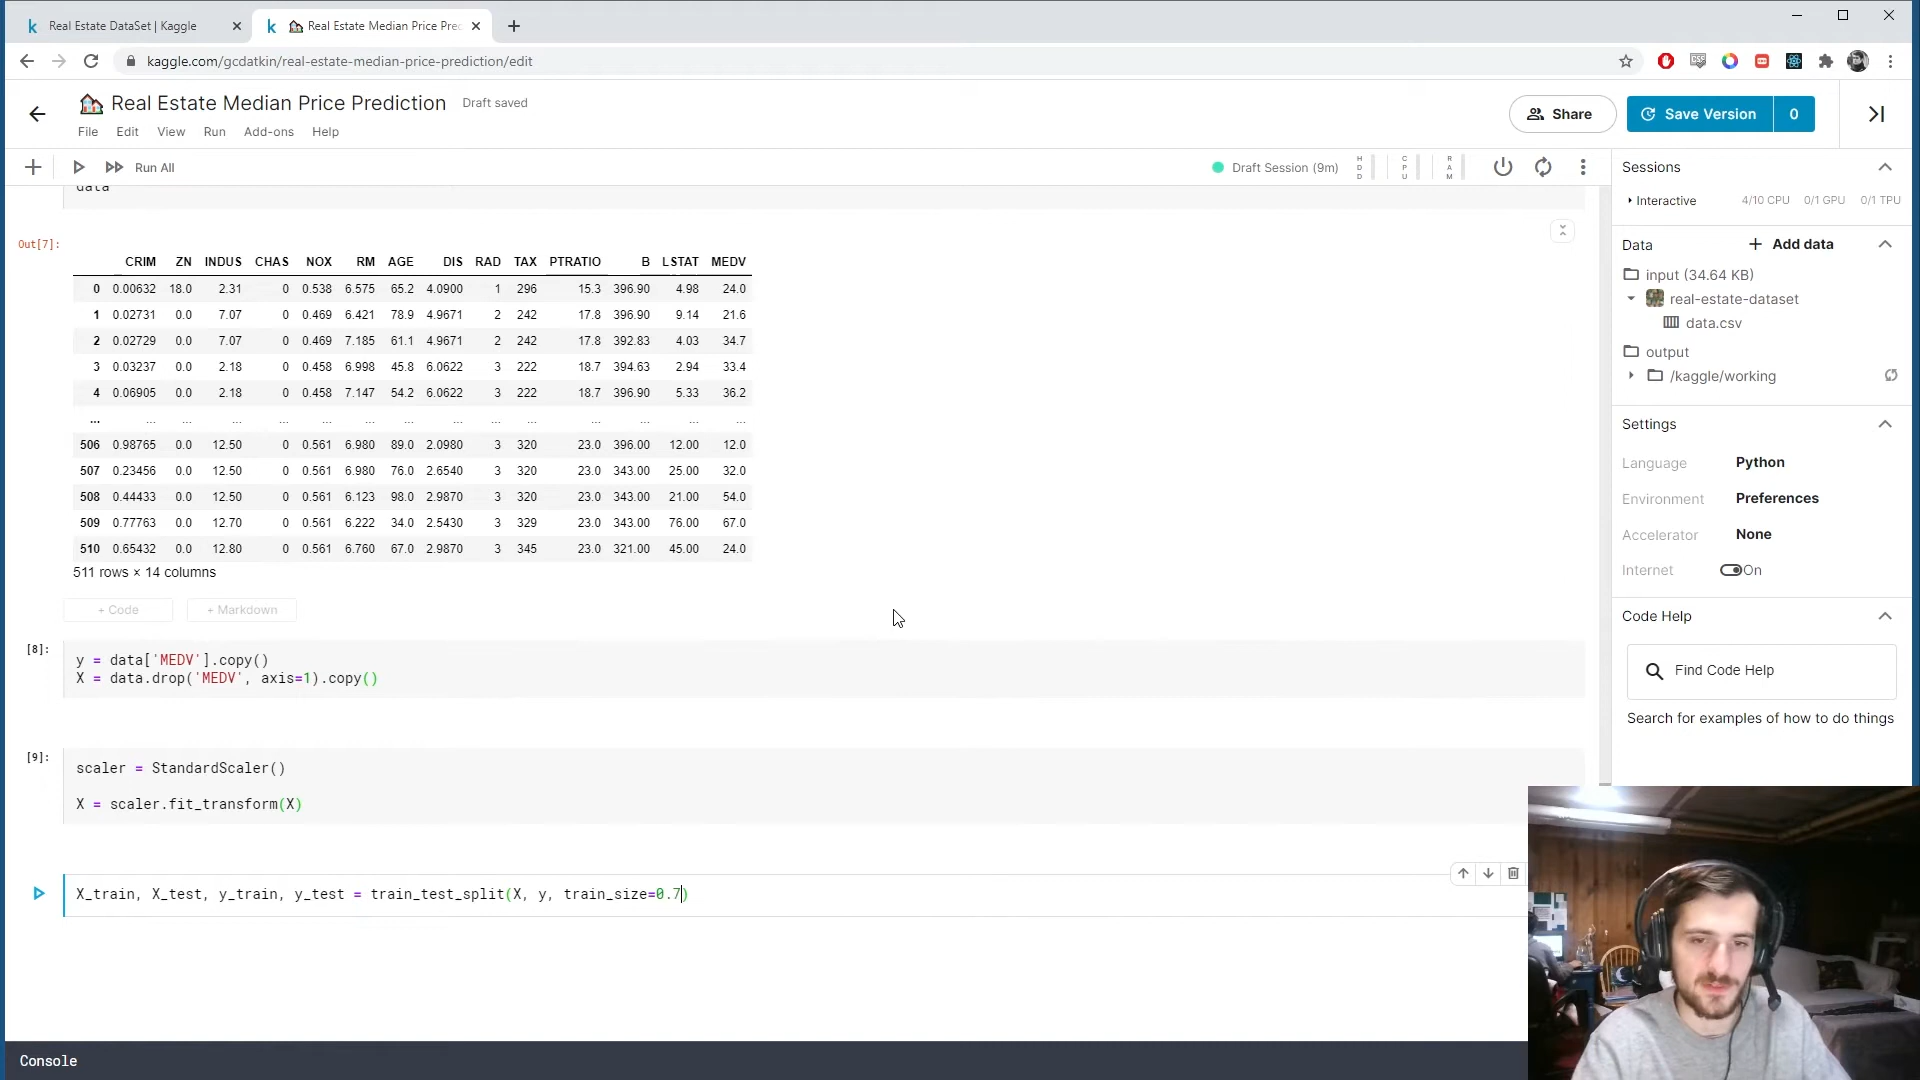 Real Estate DataSet | Kaggle
Real Estate Median Price Prec
kaggle.com/gcdatkin/real-estate-median-price-prediction/edit
Real Estate Median Price Prediction
Draft saved
Share
Save Version
0
File Edit View Run Add-ons Help
Run All
Draft Session (9m)
HDD
CPU
RAM
data
Out[7]:
CRIM ZN INDUS CHAS NOX RM AGE DIS RAD TAX PTRATIO B LSTAT MEDV
0 0.00632 18.0 2.31 0 0.538 6.575 65.2 4.0900 1 296 15.3 396.90 4.98 24.0
1 0.02731 0.0 7.07 0 0.469 6.421 78.9 4.9671 2 242 17.8 396.90 9.14 21.6
2 0.02729 0.0 7.07 0 0.469 7.185 61.1 4.9671 2 242 17.8 392.83 4.03 34.7
3 0.03237 0.0 2.18 0 0.458 6.998 45.8 6.0622 3 222 18.7 394.63 2.94 33.4
4 0.06905 0.0 2.18 0 0.458 7.147 54.2 6.0622 3 222 18.7 396.90 5.33 36.2
... ... ... ... ... ... ... ... ... ... ... ... ... ... ...
506 0.98765 0.0 12.50 0 0.561 6.980 89.0 2.0980 3 320 23.0 396.00 12.00 12.0
507 0.23456 0.0 12.50 0 0.561 6.980 76.0 2.6540 3 320 23.0 343.00 25.00 32.0
508 0.44433 0.0 12.50 0 0.561 6.123 98.0 2.9870 3 320 23.0 343.00 21.00 54.0
509 0.77763 0.0 12.70 0 0.561 6.222 34.0 2.5430 3 329 23.0 343.00 76.00 67.0
510 0.65432 0.0 12.80 0 0.561 6.760 67.0 2.9870 3 345 23.0 321.00 45.00 24.0
511 rows × 14 columns
+ Code
+ Markdown
[8]:
y = data['MEDV'].copy()
X = data.drop('MEDV', axis=1).copy()
[9]:
scaler = StandardScaler()
X = scaler.fit_transform(X)
X_train, X_test, y_train, y_test = train_test_split(X, y, train_size=0.7)
Console
Sessions
Interactive 4/10 CPU 0/1 GPU 0/1 TPU
Data
+ Add data
input (34.64 KB)
real-estate-dataset
data.csv
output
/kaggle/working
Settings
Language Python
Environment Preferences
Accelerator None
Internet On
Code Help
Find Code Help
Search for examples of how to do things